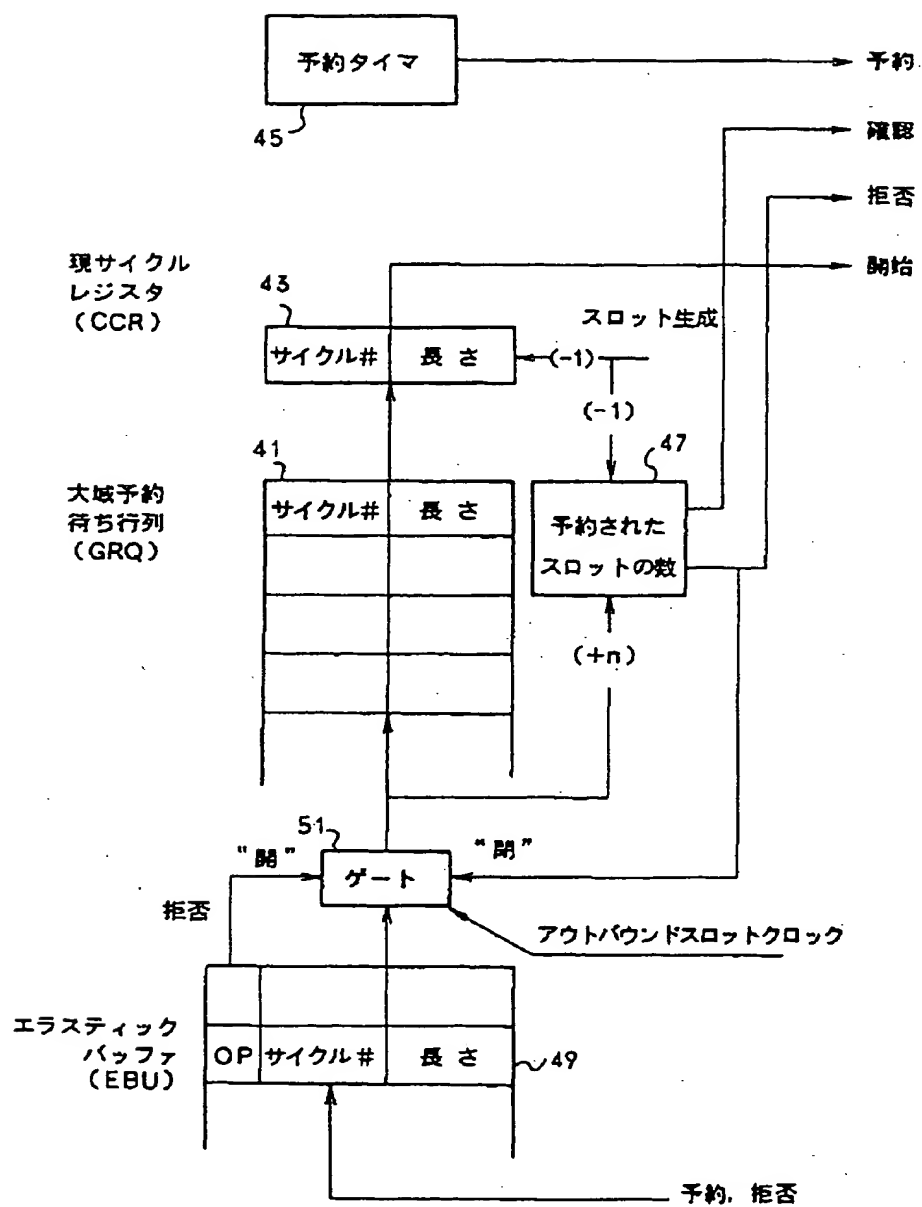 予約タイマ
予約
45
確認
拒否
現サイクル
レジスタ
(CCR)
43
開始
スロット生成
サイクル# 長さ
(-1)
(-1)
大域予約
待ち行列
(GRQ)
41
47
サイクル# 長さ
予約された
スロットの数
(+n)
51
“開”
“閉”
ゲート
拒否
アウトバウンドスロットクロック
エラスティック
バッファ
(EBU)
OP サイクル# 長さ
49
予約, 拒否